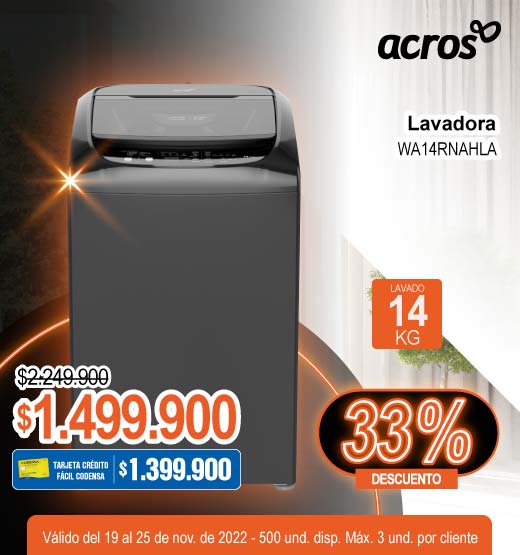 acros
acros
Lavadora
WA14RNAHLA
LAVADO
14
KG
$2.249.900
$1.499.900
TARJETA CRÉDITO
FÁCIL CODENSA
$1.399.900
33%
DESCUENTO
Válido del 19 al 25 de nov. de 2022 - 500 und. disp. Máx. 3 und. por cliente